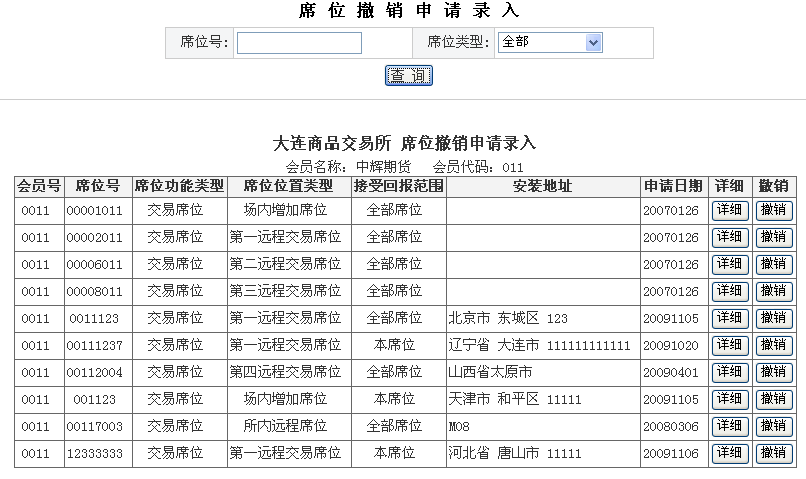 席 位 撤 销 申 请 录 入
席位号: 席位类型: 全部
查 询
大连商品交易所 席位撤销申请录入
会员名称: 中辉期货 会员代码: 011
会员号 席位号 席位功能类型 席位位置类型 接受回报范围 安装地址 申请日期 详细 撤销
0011 00001011 交易席位 场内增加席位 全部席位 20070126 详细 撤销
0011 00002011 交易席位 第一远程交易席位 全部席位 20070126 详细 撤销
0011 00006011 交易席位 第二远程交易席位 全部席位 20070126 详细 撤销
0011 00008011 交易席位 第三远程交易席位 全部席位 20070126 详细 撤销
0011 0011123 交易席位 第一远程交易席位 全部席位 北京市 东城区 123 20091105 详细 撤销
0011 00111237 交易席位 第一远程交易席位 本席位 辽宁省 大连市 111111111111 20091020 详细 撤销
0011 00112004 交易席位 第四远程交易席位 全部席位 山西省太原市 20090401 详细 撤销
0011 001123 交易席位 场内增加席位 本席位 天津市 和平区 11111 20091105 详细 撤销
0011 00117003 交易席位 所内远程席位 全部席位 M08 20080306 详细 撤销
0011 12333333 交易席位 第一远程交易席位 本席位 河北省 唐山市 11111 20091106 详细 撤销